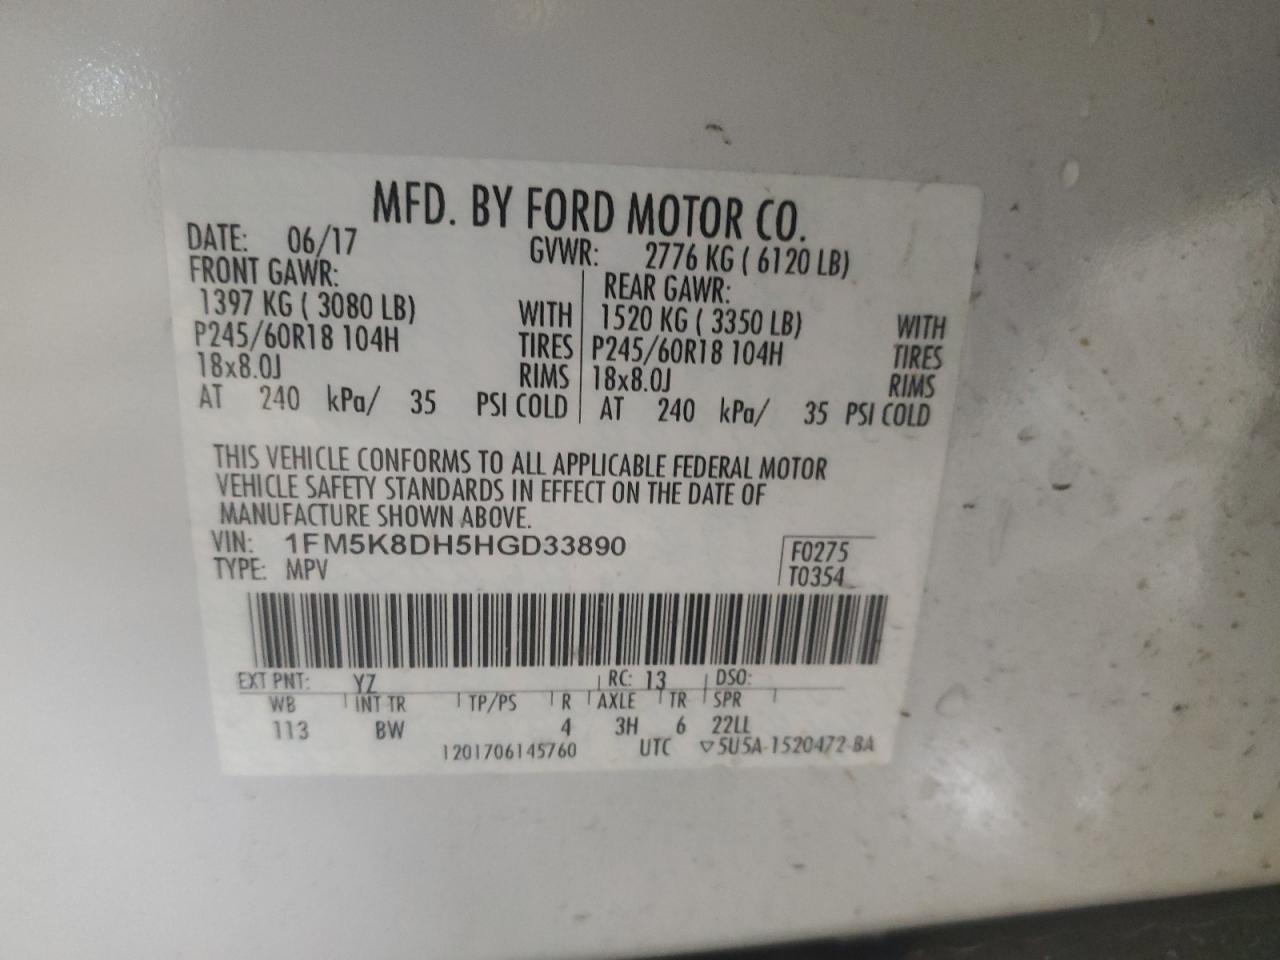 MFD. BY FORD MOTOR CO.
DATE: 06/17 GVWR: 2776 KG ( 6120 LB)
FRONT GAWR: REAR GAWR:
1397 KG ( 3080 LB) WITH 1520 KG ( 3350 LB) WITH
P245/60R18 104H TIRES P245/60R18 104H TIRES
18x8.0J RIMS 18x8.0J RIMS
AT 240 kPa/ 35 PSI COLD AT 240 kPa/ 35 PSI COLD
THIS VEHICLE CONFORMS TO ALL APPLICABLE FEDERAL MOTOR
VEHICLE SAFETY STANDARDS IN EFFECT ON THE DATE OF
MANUFACTURE SHOWN ABOVE.
VIN: 1FM5K8DH5HGD33890 F0275
TYPE: MPV T0354
EXT PNT: YZ RC: 13 DSO:
WB INT TR TP/PS R AXLE TR SPR
113 BW 4 3H 6 22LL
1201706145760 UTC ▽5U5A-1520472-BA